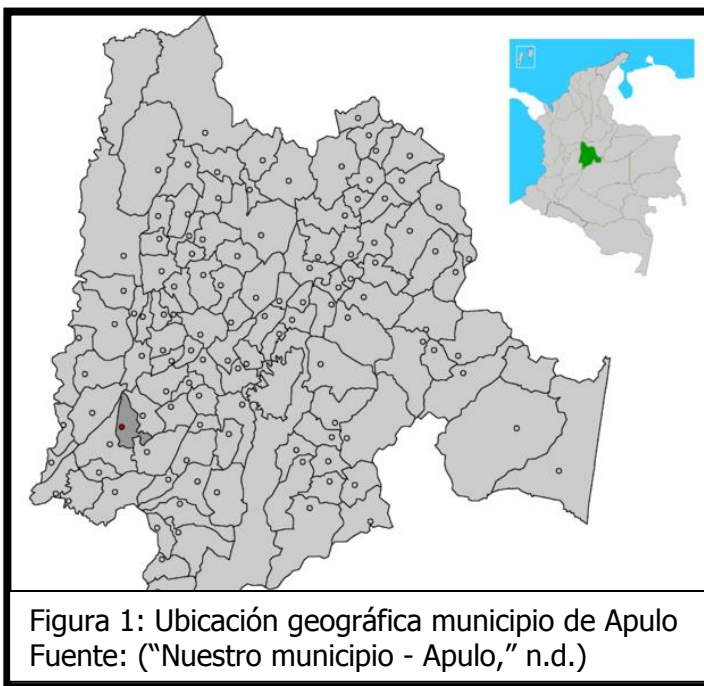 Figura 1: Ubicación geográfica municipio de Apulo
Fuente: (“Nuestro municipio - Apulo,” n.d.)